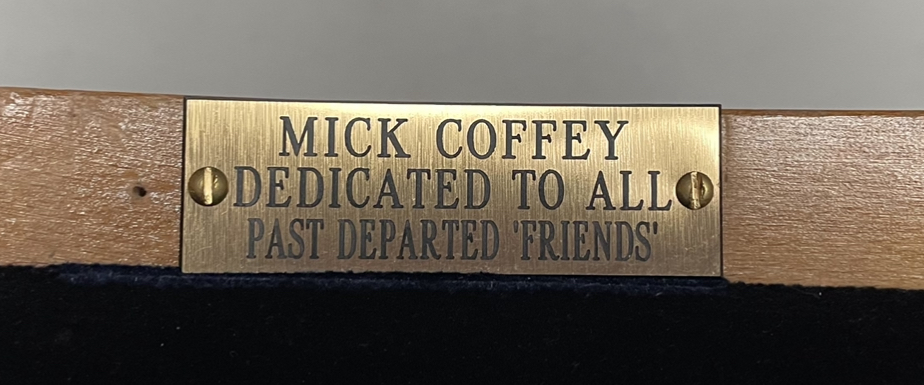 MICK COFFEY
DEDICATED TO ALL
PAST DEPARTED 'FRIENDS'